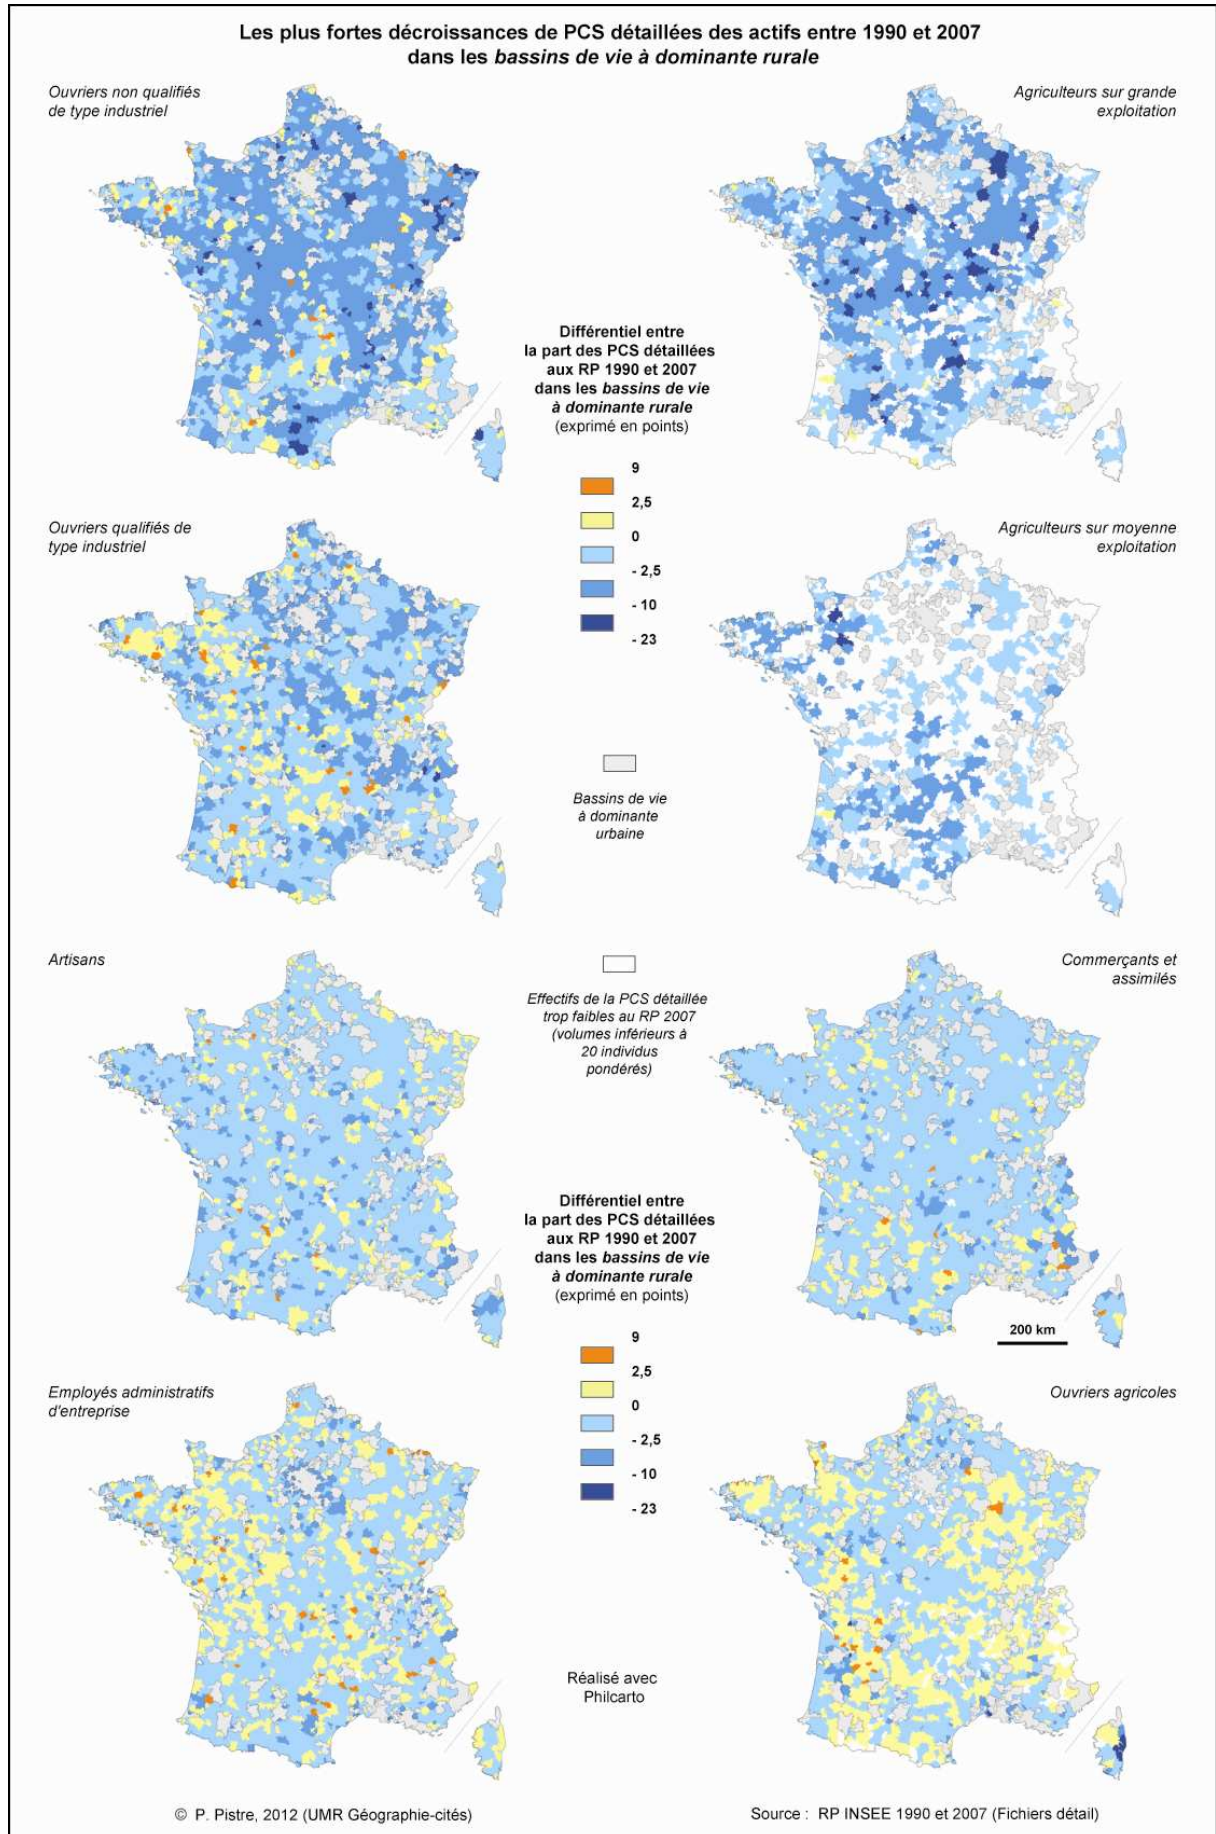 Les plus fortes décroissances de PCS détaillées des actifs entre 1990 et 2007
dans les bassins de vie à dominante rurale
Ouvriers non qualifiés
de type industriel
Agriculteurs sur grande
exploitation
Différentiel entre
la part des PCS détaillées
aux RP 1990 et 2007
dans les bassins de vie
à dominante rurale
(exprimé en points)
9
2,5
0
- 2,5
- 10
- 23
Ouvriers qualifiés de
type industriel
Agriculteurs sur moyenne
exploitation
Bassins de vie
à dominante
urbaine
Artisans
Commerçants et
assimilés
Effectifs de la PCS détaillée
trop faibles au RP 2007
(volumes inférieurs à
20 individus
pondérés)
Différentiel entre
la part des PCS détaillées
aux RP 1990 et 2007
dans les bassins de vie
à dominante rurale
(exprimé en points)
200 km
9
2,5
0
- 2,5
- 10
- 23
Employés administratifs
d'entreprise
Ouvriers agricoles
Réalisé avec
Philcarto
© P. Pistre, 2012 (UMR Géographie-cités)
Source : RP INSEE 1990 et 2007 (Fichiers détail)